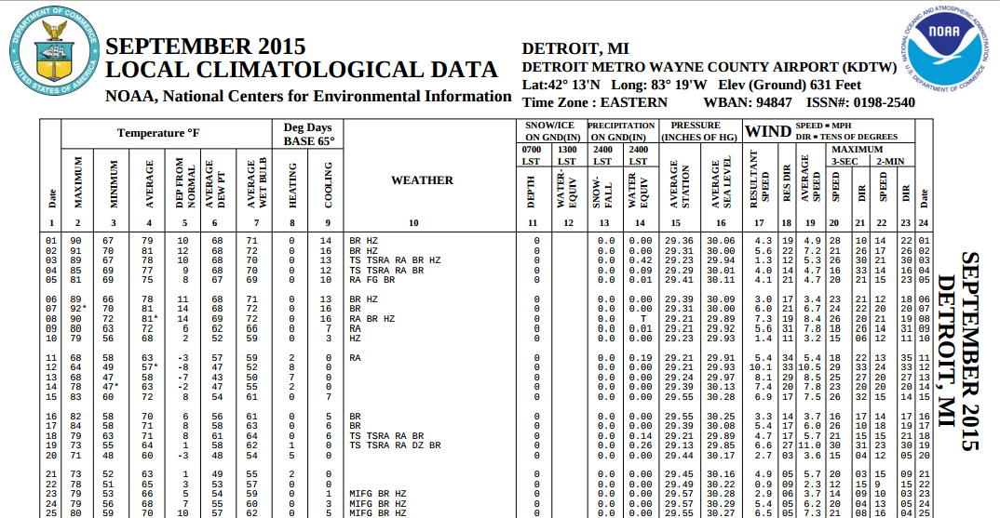 SEPTEMBER 2015
LOCAL CLIMATOLOGICAL DATA
NOAA, National Centers for Environmental Information
DETROIT, MI
DETROIT METRO WAYNE COUNTY AIRPORT (KDTW)
Lat:42° 13'N Long: 83° 19'W Elev (Ground) 631 Feet
Time Zone : EASTERN WBAN: 94847 ISSN#: 0198-2540
DEPARTMENT OF COMMERCE
UNITED STATES OF AMERICA
NATIONAL OCEANIC AND ATMOSPHERIC ADMINISTRATION
NOAA
U.S. DEPARTMENT OF COMMERCE
Temperature °F
Deg Days BASE 65°
WEATHER
SNOW/ICE ON GND(IN)
PRECIPITATION ON GND(IN)
PRESSURE (INCHES OF HG)
WIND SPEED = MPH DIR = TENS OF DEGREES
0700 LST 1300 LST 2400 LST 2400 LST
MAXIMUM
3-SEC 2-MIN
Date MAXIMUM MINIMUM AVERAGE DEP FROM NORMAL AVERAGE DEW PT AVERAGE WET BULB HEATING COOLING DEPTH WATER-EQUIV SNOW-FALL WATER EQUIV AVERAGE STATION AVERAGE SEA LEVEL RESULTANT SPEED RES DIR AVERAGE SPEED SPEED DIR SPEED DIR Date
1 2 3 4 5 6 7 8 9 10 11 12 13 14 15 16 17 18 19 20 21 22 23 24
01 90 67 79 10 68 71 0 14 BR HZ 0 0.0 0.00 29.36 30.06 4.3 19 4.9 28 10 14 22 01
02 91 70 81 12 68 72 0 16 BR HZ 0 0.0 0.00 29.31 30.00 5.6 22 7.2 21 26 17 26 02
03 89 67 78 10 68 70 0 13 TS TSRA RA BR HZ 0 0.0 0.42 29.23 29.94 1.3 12 5.3 26 30 21 30 03
04 85 69 77 9 68 70 0 12 TS TSRA RA BR 0 0.0 0.09 29.29 30.01 4.0 14 4.7 16 33 14 16 04
05 81 69 75 8 67 69 0 10 RA FG BR 0 0.0 0.01 29.41 30.11 4.1 21 4.7 20 21 15 23 05
06 89 66 78 11 68 71 0 13 BR HZ 0 0.0 0.00 29.39 30.09 3.0 17 3.4 23 21 12 18 06
07 92* 70 81 14 68 72 0 16 BR 0 0.0 0.00 29.31 30.00 6.0 21 6.7 24 22 20 20 07
08 90 72 81* 14 69 72 0 16 RA BR HZ 0 0.0 T 29.21 29.89 7.3 19 8.4 26 20 21 19 08
09 80 63 72 6 62 66 0 7 RA 0 0.0 0.01 29.21 29.92 5.6 31 7.8 18 26 14 31 09
10 79 56 68 2 52 59 0 3 HZ 0 0.0 0.00 29.23 29.93 1.4 11 3.2 15 06 12 11 10
11 68 58 63 -3 57 59 2 0 RA 0 0.0 0.19 29.21 29.91 5.4 34 5.4 18 22 13 35 11
12 64 49 57* -8 47 52 8 0 0 0.0 0.00 29.21 29.93 10.1 33 10.5 29 33 24 33 12
13 68 47 58 -7 43 50 7 0 0 0.0 0.00 29.24 29.97 8.1 29 8.5 25 27 20 27 13
14 78 47* 63 -2 47 55 2 0 0 0.0 0.00 29.39 30.13 7.4 20 7.8 23 20 20 20 14
15 83 60 72 8 54 61 0 7 0 0.0 0.00 29.55 30.28 6.9 17 7.5 26 32 15 14 15
16 82 58 70 6 56 61 0 5 BR 0 0.0 0.00 29.55 30.25 3.3 14 3.7 16 17 14 17 16
17 84 58 71 8 58 63 0 6 BR 0 0.0 0.00 29.39 30.08 5.4 17 6.0 26 10 18 19 17
18 79 63 71 8 61 64 0 6 TS TSRA RA BR 0 0.0 0.14 29.21 29.89 4.7 17 5.7 21 15 15 21 18
19 73 55 64 1 58 62 1 0 TS TSRA RA DZ BR 0 0.0 0.26 29.13 29.85 6.6 27 11.0 30 31 23 30 19
20 71 48 60 -3 48 54 5 0 0 0.0 0.00 29.44 30.17 2.7 03 3.6 15 04 12 05 20
21 73 52 63 1 49 55 2 0 0 0.0 0.00 29.45 30.16 4.9 05 5.7 20 03 15 09 21
22 78 51 65 3 53 57 0 0 0 0.0 0.00 29.49 30.22 0.9 09 2.3 12 15 9 15 22
23 79 53 66 5 54 59 0 1 MIFG BR HZ 0 0.0 0.00 29.57 30.28 2.9 06 3.7 14 09 10 03 23
24 79 56 68 7 55 60 0 3 MIFG BR HZ 0 0.0 0.00 29.57 30.29 5.4 05 6.2 20 04 13 05 24
25 80 59 70 10 57 62 0 5 MIFG BR HZ 0 0.0 0.00 29.55 30.27 6.5 05 7.3 21 08 16 04 25
SEPTEMBER 2015
DETROIT, MI